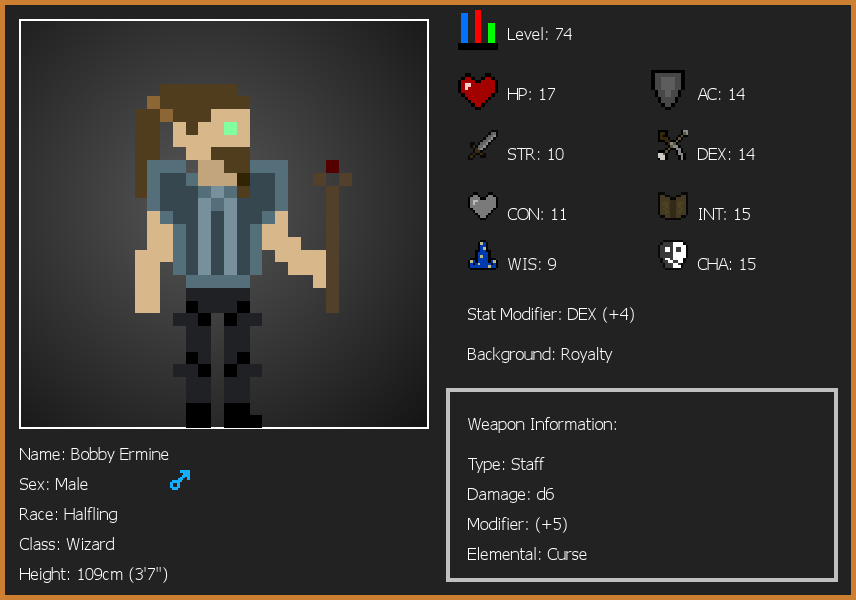 Level: 74
HP: 17
AC: 14
STR: 10
DEX: 14
CON: 11
INT: 15
WIS: 9
CHA: 15
Stat Modifier: DEX (+4)
Background: Royalty
Weapon Information:
Type: Staff
Damage: d6
Modifier: (+5)
Elemental: Curse
Name: Bobby Ermine
Sex: Male
Race: Halfling
Class: Wizard
Height: 109cm (3'7")